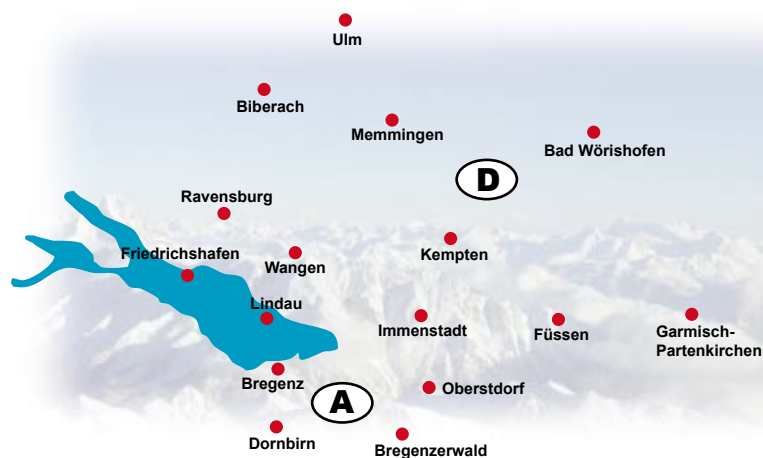 Ulm
Biberach
Memmingen
Bad Wörishofen
D
Ravensburg
Friedrichshafen
Wangen
Kempten
Lindau
Immenstadt
Füssen
Garmisch-
Partenkirchen
Bregenz
Oberstdorf
A
Dornbirn
Bregenzerwald